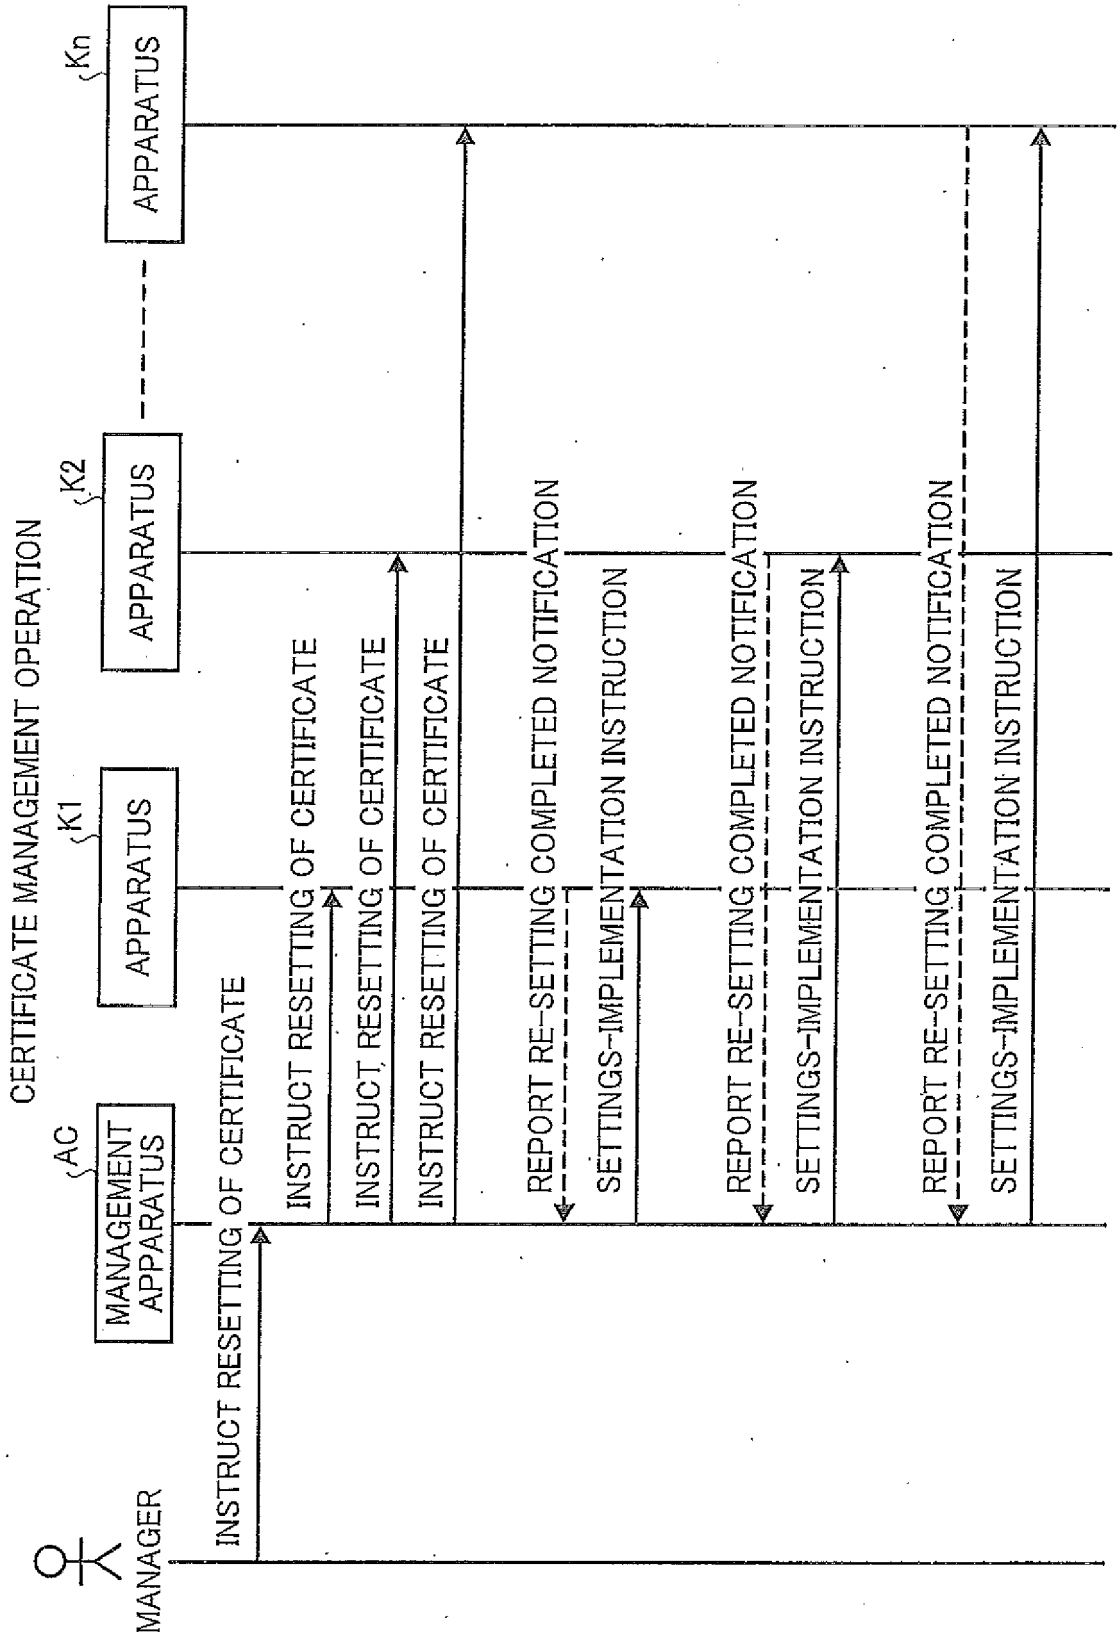 CERTIFICATE MANAGEMENT OPERATION
MANAGER
AC
MANAGEMENT
APPARATUS
K1
APPARATUS
K2
APPARATUS
Kn
APPARATUS
INSTRUCT RESETTING OF CERTIFICATE
INSTRUCT RESETTING OF CERTIFICATE
INSTRUCT RESETTING OF CERTIFICATE
INSTRUCT RESETTING OF CERTIFICATE
REPORT RE-SETTING COMPLETED NOTIFICATION
SETTINGS-IMPLEMENTATION INSTRUCTION
REPORT RE-SETTING COMPLETED NOTIFICATION
SETTINGS-IMPLEMENTATION INSTRUCTION
REPORT RE-SETTING COMPLETED NOTIFICATION
SETTINGS-IMPLEMENTATION INSTRUCTION